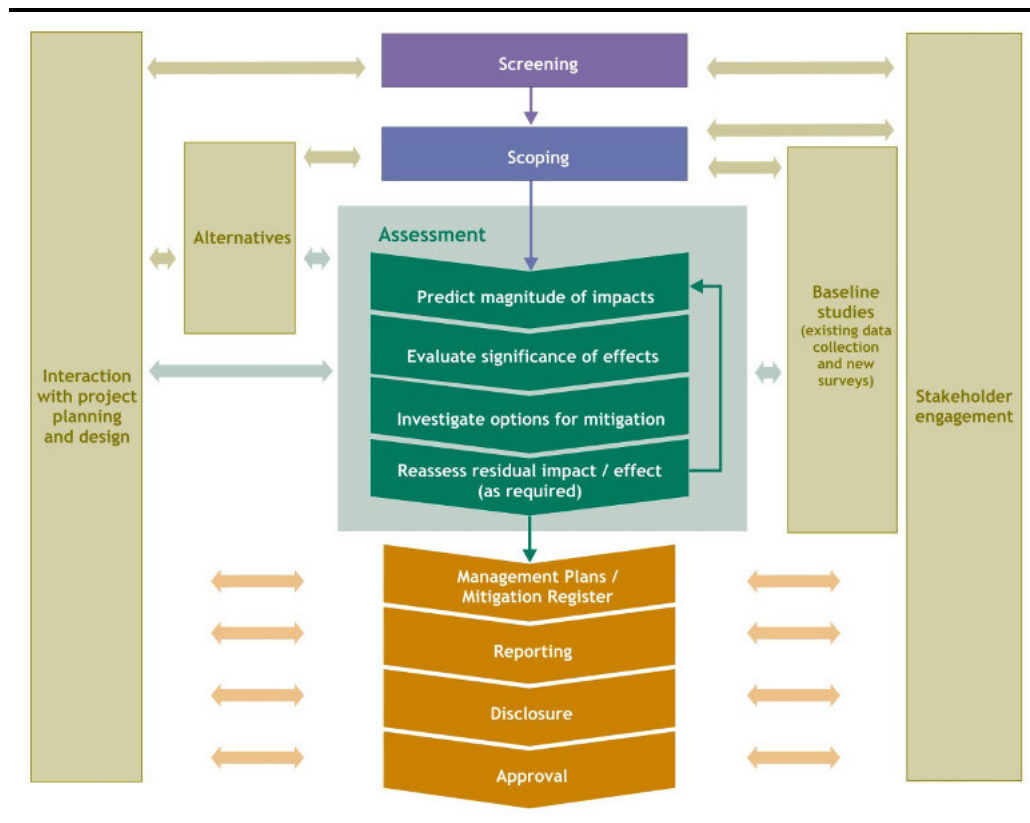 Screening
Scoping
Alternatives
Assessment
Predict magnitude of impacts
Evaluate significance of effects
Investigate options for mitigation
Reassess residual impact / effect
(as required)
Baseline
studies
(existing data
collection
and new
surveys)
Interaction
with project
planning
and design
Stakeholder
engagement
Management Plans /
Mitigation Register
Reporting
Disclosure
Approval